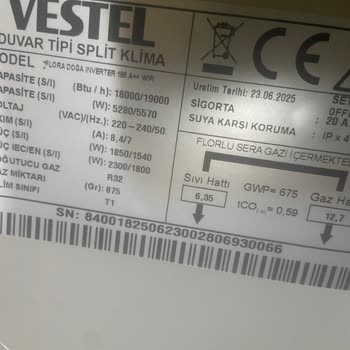 VESTEL
DUVAR TİPİ SPLİT KLİMA
MODEL : FLORA DOĞA INVERTER 185 A++ WIFI
KAPASİTE (S/I) (Btu / h): 18000/19000
KAPASİTE (S/I) (W): 5280/5570
VOLTAJ (VAC)/(Hz): 220-240/50
AKIM (S/I) (A): 8,4/7
GÜÇ IEC/EN (S/I) (W): 1850/1540
GÜÇ (S/I) (W): 2300/1800
SOĞUTUCU GAZ R32
GAZ MİKTARI (Gr): 875
İKLİM SINIFI T1
Üretim Tarihi: 23.06.2025
SİGORTA 20 A
SUYA KARŞI KORUMA : IP x 4
FLORLU SERA GAZI İÇERMEKTE
Sıvı Hattı
6,35
GWP= 675
tCO₂ = 0,59
Gaz Ha
12,7
SN: 840018250623002806930066